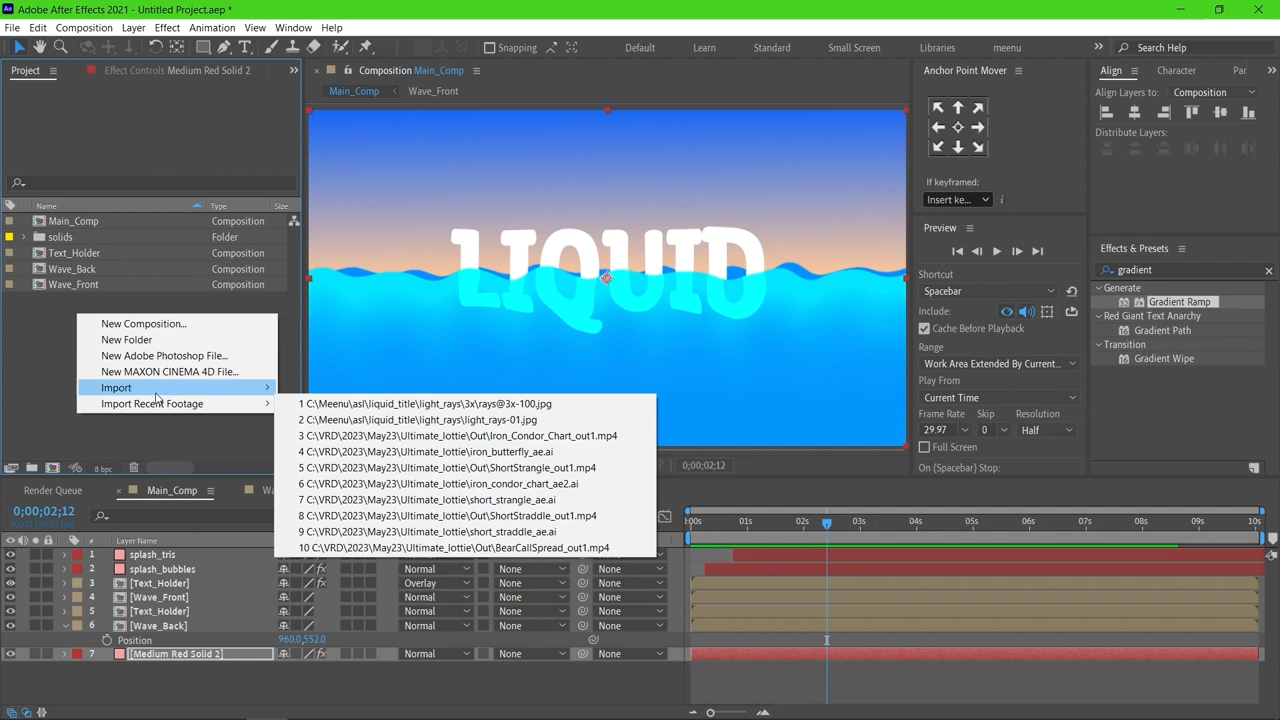 Ae Adobe After Effects 2021 - Untitled Project.aep *
File Edit Composition Layer Effect Animation View Window Help
Snapping Default Learn Standard Small Screen Libraries meenu Search Help
Project Effect Controls Medium Red Solid 2
Composition Main_Comp
Main_Comp Wave_Front
Name Type Size
Main_Comp Composition
solids Folder
Text_Holder Composition
Wave_Back Composition
Wave_Front Composition
New Composition...
New Folder
New Adobe Photoshop File...
New MAXON CINEMA 4D File...
Import
Import Recent Footage
LIQUID
1 C:\Meenu\asl\liquid_title\light_rays\3x\rays@3x-100.jpg
2 C:\Meenu\asl\liquid_title\light_rays\light_rays-01.jpg
3 C:\VRD\2023\May23\Ultimate_lottie\Out\Iron_Condor_Chart_out1.mp4
4 C:\VRD\2023\May23\Ultimate_lottie\iron_butterfly_ae.ai
5 C:\VRD\2023\May23\Ultimate_lottie\Out\ShortStrangle_out1.mp4
6 C:\VRD\2023\May23\Ultimate_lottie\iron_condor_chart_ae2.ai
7 C:\VRD\2023\May23\Ultimate_lottie\short_strangle_ae.ai
8 C:\VRD\2023\May23\Ultimate_lottie\Out\ShortStraddle_out1.mp4
9 C:\VRD\2023\May23\Ultimate_lottie\short_straddle_ae.ai
10 C:\VRD\2023\May23\Ultimate_lottie\Out\BearCallSpread_out1.mp4
8 bpc
0;00;02;12
Anchor Point Mover
If keyframed:
Insert ke...
Preview
Shortcut
Spacebar
Include:
Cache Before Playback
Range
Work Area Extended By Current...
Play From
Current Time
Frame Rate Skip Resolution
29.97 0 Half
Full Screen
On (Spacebar) Stop:
Align Character Par
Align Layers to: Composition
Distribute Layers:
Effects & Presets
gradient
Generate
Gradient Ramp
Red Giant Text Anarchy
Gradient Path
Transition
Gradient Wipe
Render Queue Main_Comp
0;00;02;12
00072 (29.97 fps)
# Layer Name
:00s 01s 02s 03s 04s 05s 06s 07s 08s 09s 10s
1 splash_tris
2 splash_bubbles Normal None None
3 [Text_Holder] Overlay None None
4 [Wave_Front] Normal None None
5 [Text_Holder] Normal None None
6 [Wave_Back] Normal None None
Position 960.0,552.0
7 [Medium Red Solid 2] Normal None None